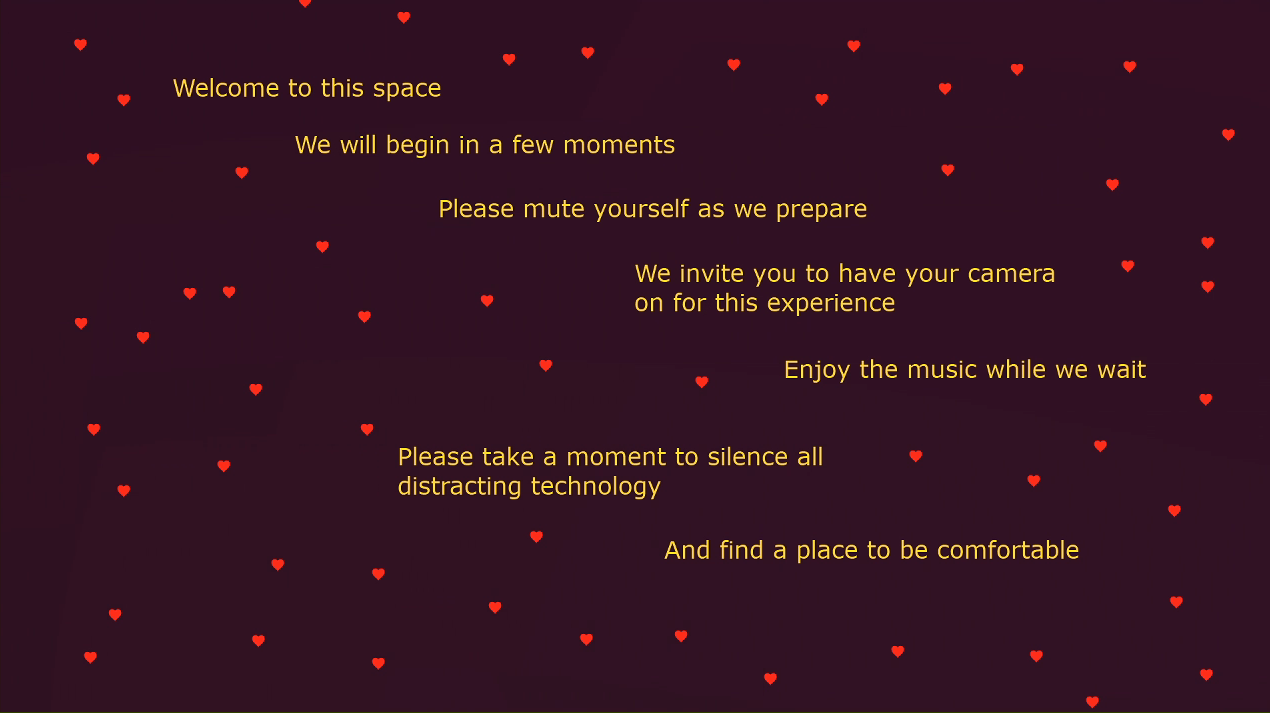 Welcome to this space
We will begin in a few moments
Please mute yourself as we prepare
We invite you to have your camera
on for this experience
Enjoy the music while we wait
Please take a moment to silence all
distracting technology
And find a place to be comfortable